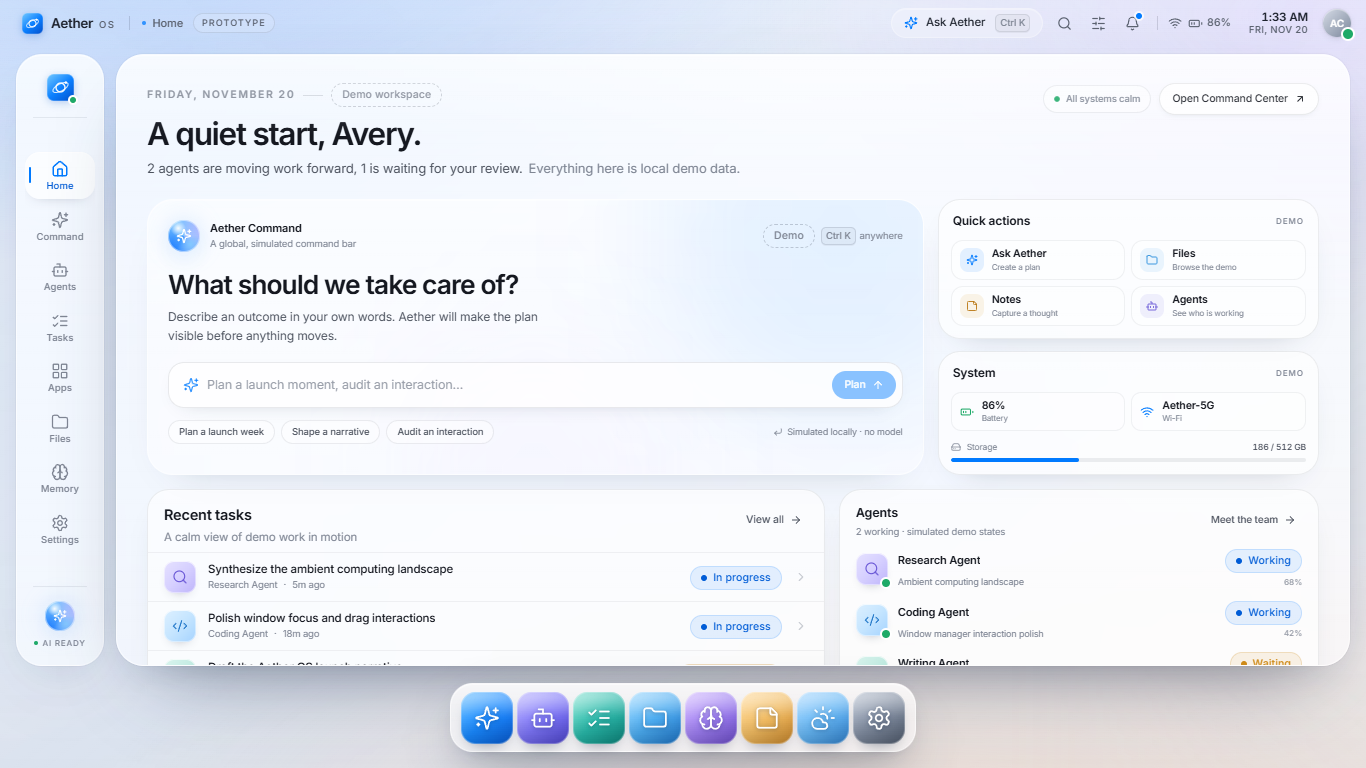 Aether OS
Home
PROTOTYPE
Ask Aether Ctrl K
86%
1:33 AM
FRI, NOV 20
AC
Home
Command
Agents
Tasks
Apps
Files
Memory
Settings
AI READY
FRIDAY, NOVEMBER 20
Demo workspace
All systems calm
Open Command Center
A quiet start, Avery.
2 agents are moving work forward, 1 is waiting for your review. Everything here is local demo data.
Aether Command
A global, simulated command bar
Demo
Ctrl K anywhere
What should we take care of?
Describe an outcome in your own words. Aether will make the plan
visible before anything moves.
Plan a launch moment, audit an interaction...
Plan
Plan a launch week
Shape a narrative
Audit an interaction
Simulated locally · no model
Quick actions
DEMO
Ask Aether
Create a plan
Files
Browse the demo
Notes
Capture a thought
Agents
See who is working
System
DEMO
86%
Battery
Aether-5G
Wi-Fi
Storage
186 / 512 GB
Recent tasks
View all
A calm view of demo work in motion
Synthesize the ambient computing landscape
Research Agent · 5m ago
In progress
Polish window focus and drag interactions
Coding Agent · 18m ago
In progress
Agents
2 working · simulated demo states
Meet the team
Research Agent
Working
Ambient computing landscape
68%
Coding Agent
Working
Window manager interaction polish
42%
Writing Agent
Waiting